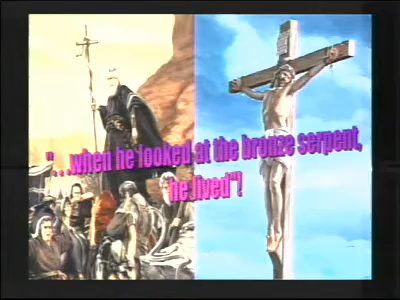 "...when he looked at the bronze serpent,
he lived"!